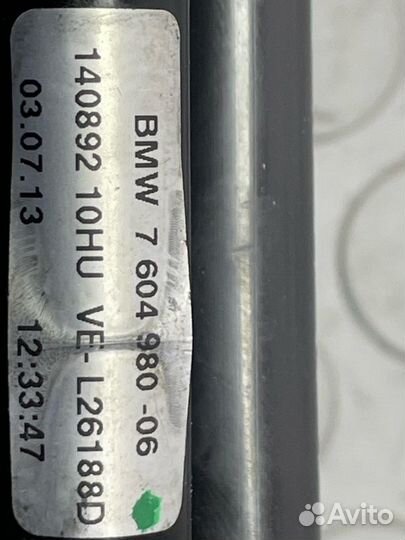 BMW 7 604 980 -06
140892 10HU VE- L26188D
03.07.13 12:33:47
Avito